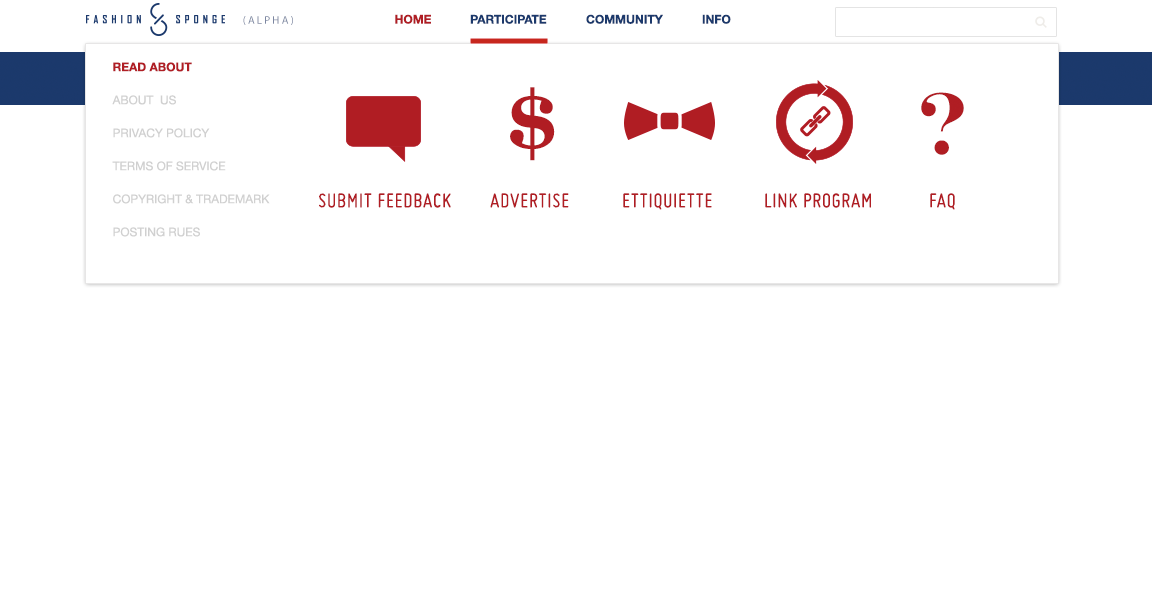 FASHION SPONGE (ALPHA)
HOME PARTICIPATE COMMUNITY INFO
READ ABOUT
ABOUT US
PRIVACY POLICY
TERMS OF SERVICE
COPYRIGHT & TRADEMARK
POSTING RUES
$ ?
SUBMIT FEEDBACK ADVERTISE ETTIQUIETTE LINK PROGRAM FAQ